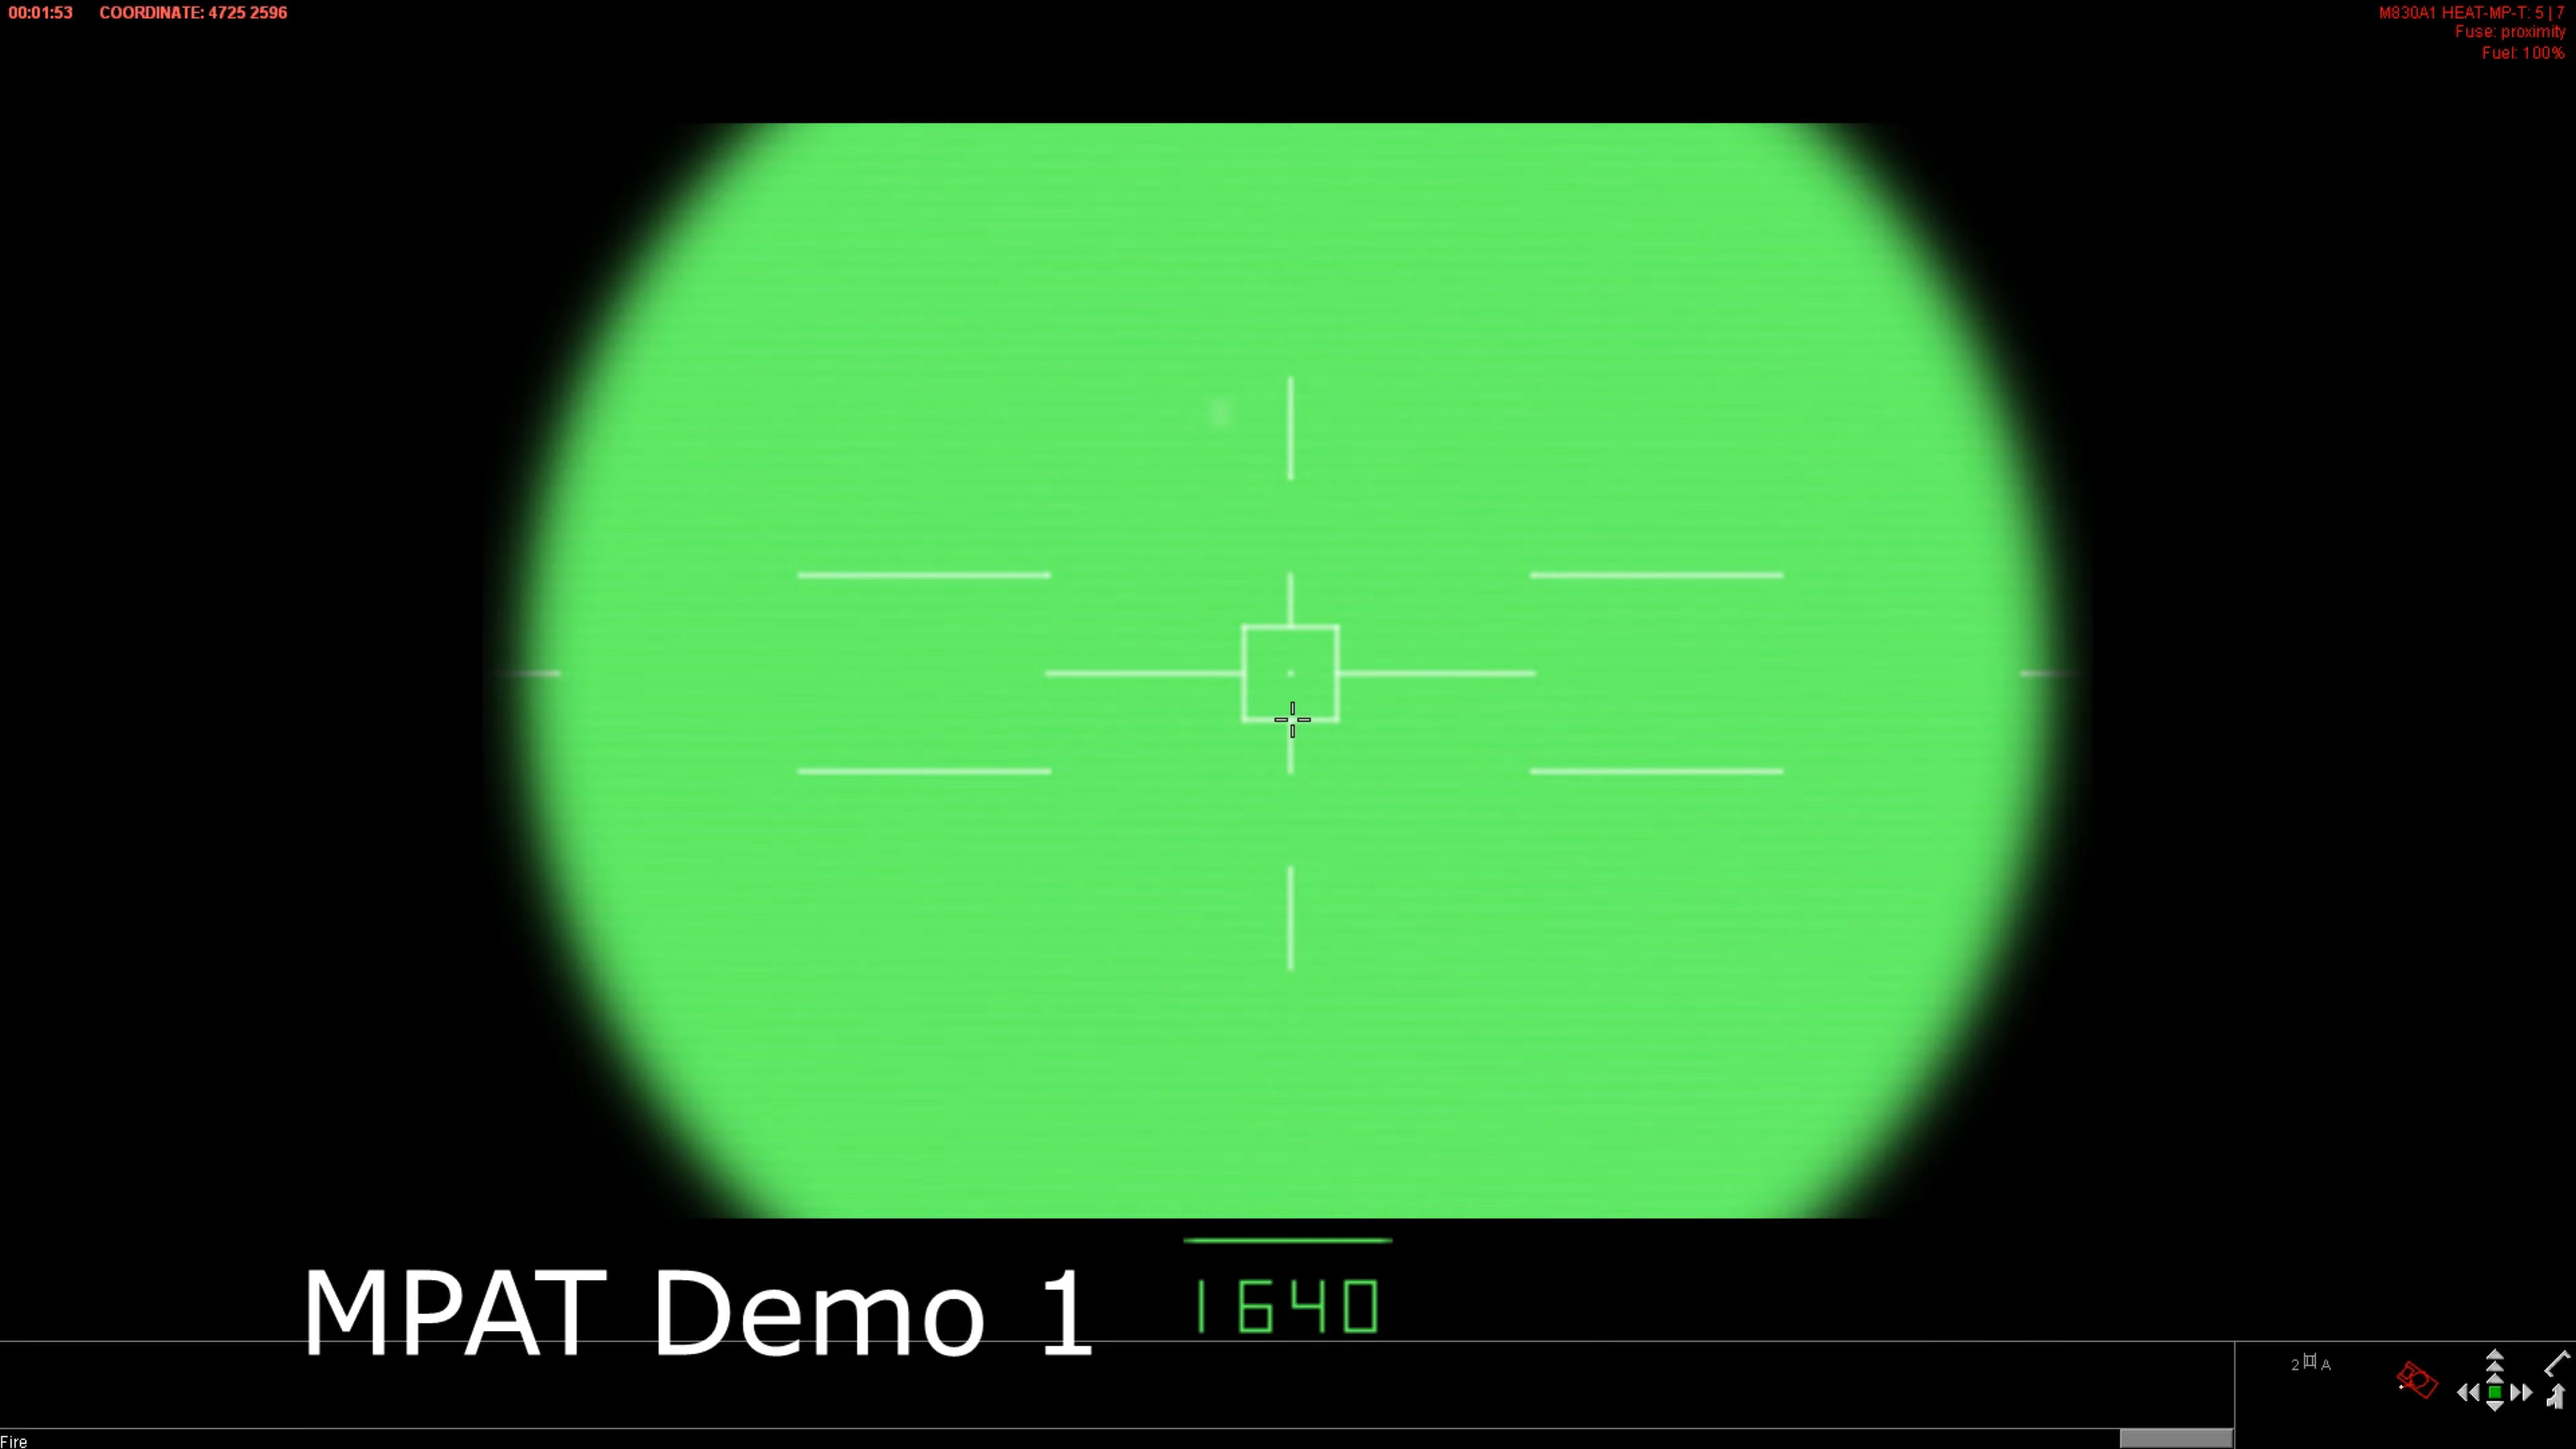 00:01:53 COORDINATE: 4725 2596
M830A1 HEAT-MP-T: 5 | 7
Fuse: proximity
Fuel: 100%
MPAT Demo 1
1640
2 A
Fire